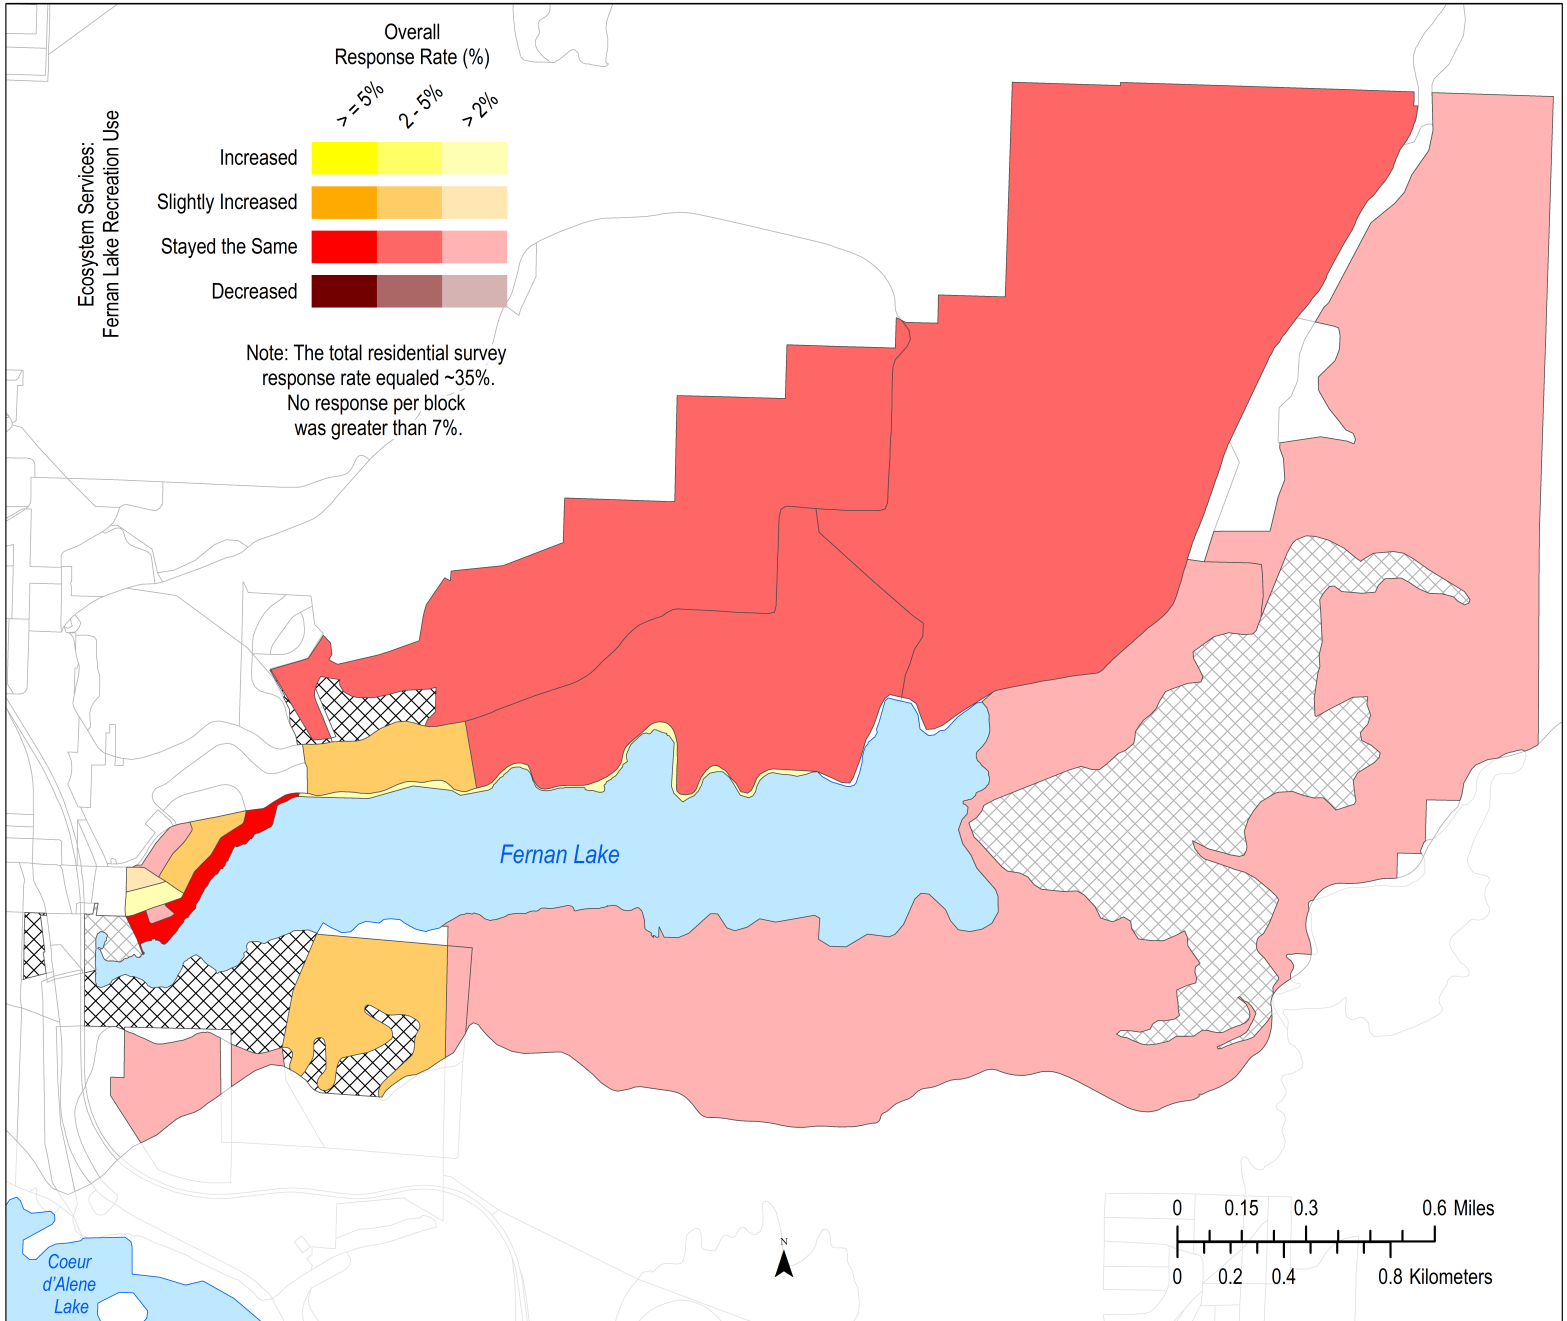 Overall
Response Rate (%)
> = 5%
2 - 5%
> 2%
Ecosystem Services:
Fernan Lake Recreation Use
Increased
Slightly Increased
Stayed the Same
Decreased
Note: The total residential survey
response rate equaled ~35%.
No response per block
was greater than 7%.
Fernan Lake
Coeur
d'Alene
Lake
N
0 0.15 0.3 0.6 Miles
0 0.2 0.4 0.8 Kilometers